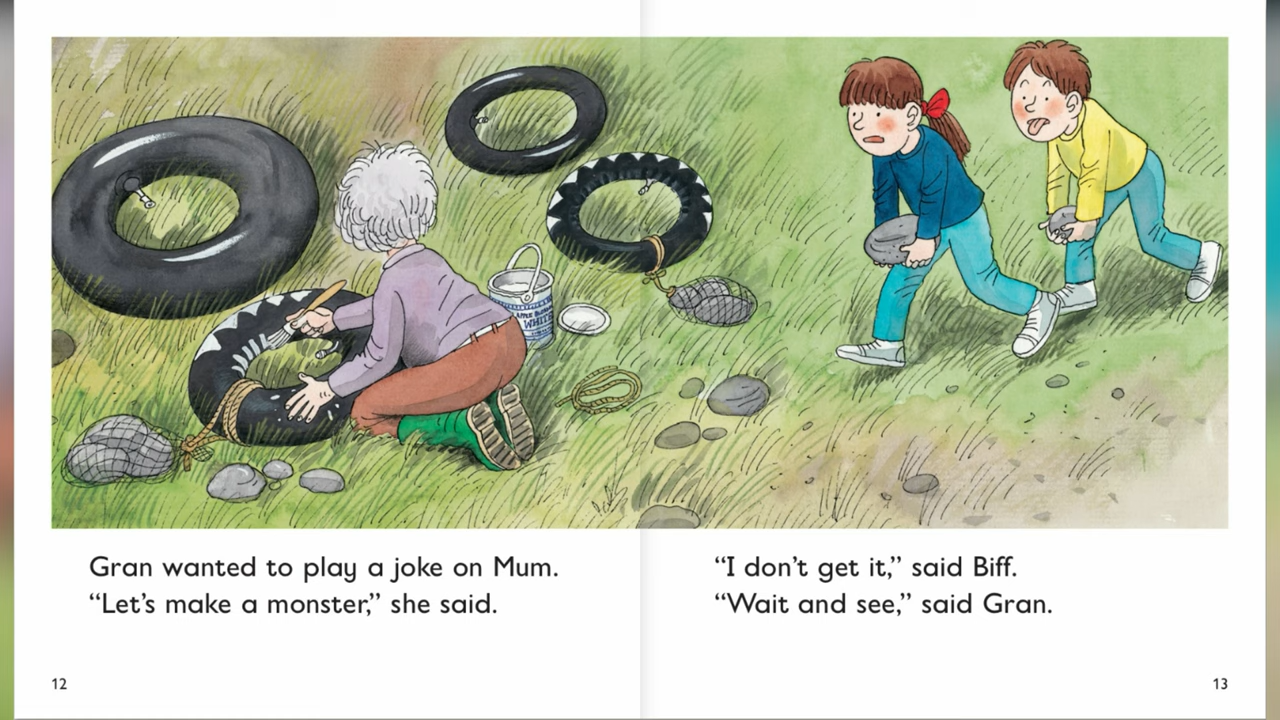 WHITE
Gran wanted to play a joke on Mum.
“Let’s make a monster,” she said.
“I don’t get it,” said Biff.
“Wait and see,” said Gran.
12
13